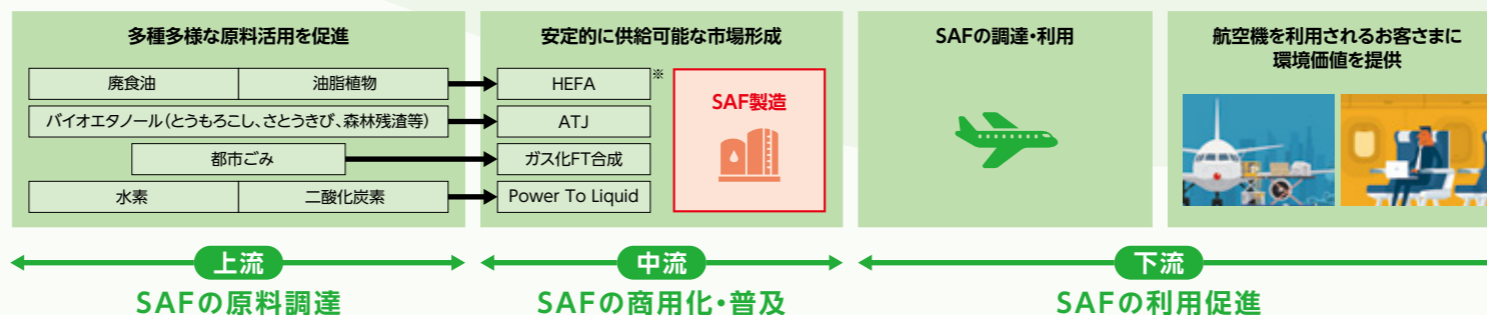 多種多様な原料活用を促進
廃食油
油脂植物
バイオエタノール(とうもろこし、さとうきび、森林残渣等)
都市ごみ
水素
二酸化炭素
安定的に供給可能な市場形成
HEFA
※
ATJ
ガス化FT合成
Power To Liquid
SAF製造
SAFの調達・利用
航空機を利用されるお客さまに
環境価値を提供
上流
SAFの原料調達
中流
SAFの商用化・普及
下流
SAFの利用促進